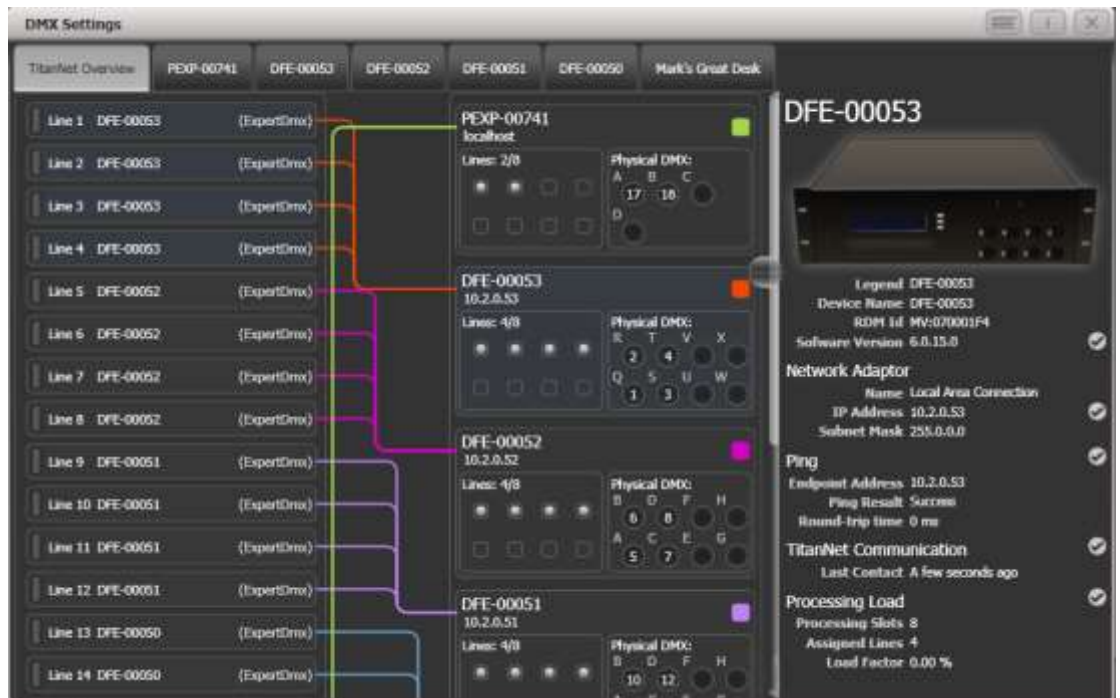 DMX Settings
TitanNet Overview PEXP-00741 DFE-00053 DFE-00052 DFE-00051 DFE-00050 Mark's Great Desk
Line 1 DFE-00053 (ExpertDmx)
Line 2 DFE-00053 (ExpertDmx)
Line 3 DFE-00053 (ExpertDmx)
Line 4 DFE-00053 (ExpertDmx)
Line 5 DFE-00052 (ExpertDmx)
Line 6 DFE-00052 (ExpertDmx)
Line 7 DFE-00052 (ExpertDmx)
Line 8 DFE-00052 (ExpertDmx)
Line 9 DFE-00051 (ExpertDmx)
Line 10 DFE-00051 (ExpertDmx)
Line 11 DFE-00051 (ExpertDmx)
Line 12 DFE-00051 (ExpertDmx)
Line 13 DFE-00050 (ExpertDmx)
Line 14 DFE-00050 (ExpertDmx)
PEXP-00741
localhost
Lines: 2/8 Physical DMX:
A B C
17 18
D
DFE-00053
10.2.0.53
Lines: 4/8 Physical DMX:
R T V X
2 4
Q S U W
1 3
DFE-00052
10.2.0.52
Lines: 4/8 Physical DMX:
B D F H
6 8
A C E G
5 7
DFE-00051
10.2.0.51
Lines: 4/8 Physical DMX:
B D F H
10 12
DFE-00053
Legend DFE-00053
Device Name DFE-00053
RDM Id MV:070001F4
Software Version 6.0.15.0
Network Adaptor
Name Local Area Connection
IP Address 10.2.0.53
Subnet Mask 255.0.0.0
Ping
Endpoint Address 10.2.0.53
Ping Result Success
Round-trip time 0 ms
TitanNet Communication
Last Contact A few seconds ago
Processing Load
Processing Slots 8
Assigned Lines 4
Load Factor 0.00 %